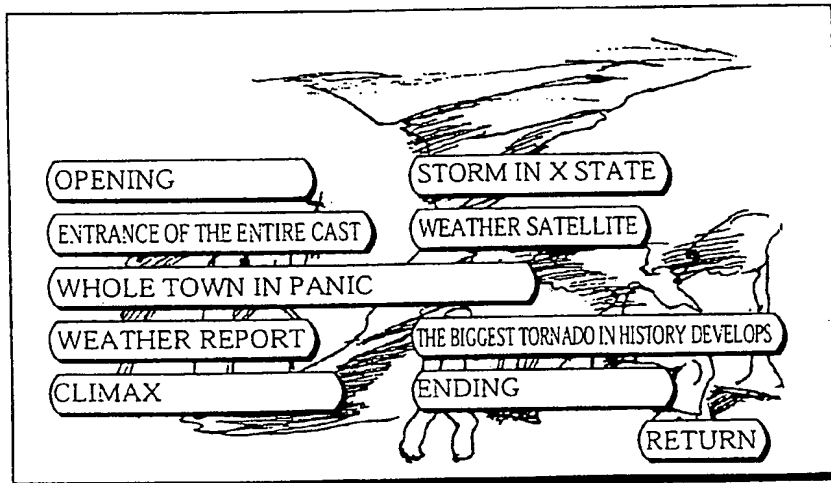 OPENING
STORM IN X STATE
ENTRANCE OF THE ENTIRE CAST
WEATHER SATELLITE
WHOLE TOWN IN PANIC
WEATHER REPORT
THE BIGGEST TORNADO IN HISTORY DEVELOPS
CLIMAX
ENDING
RETURN